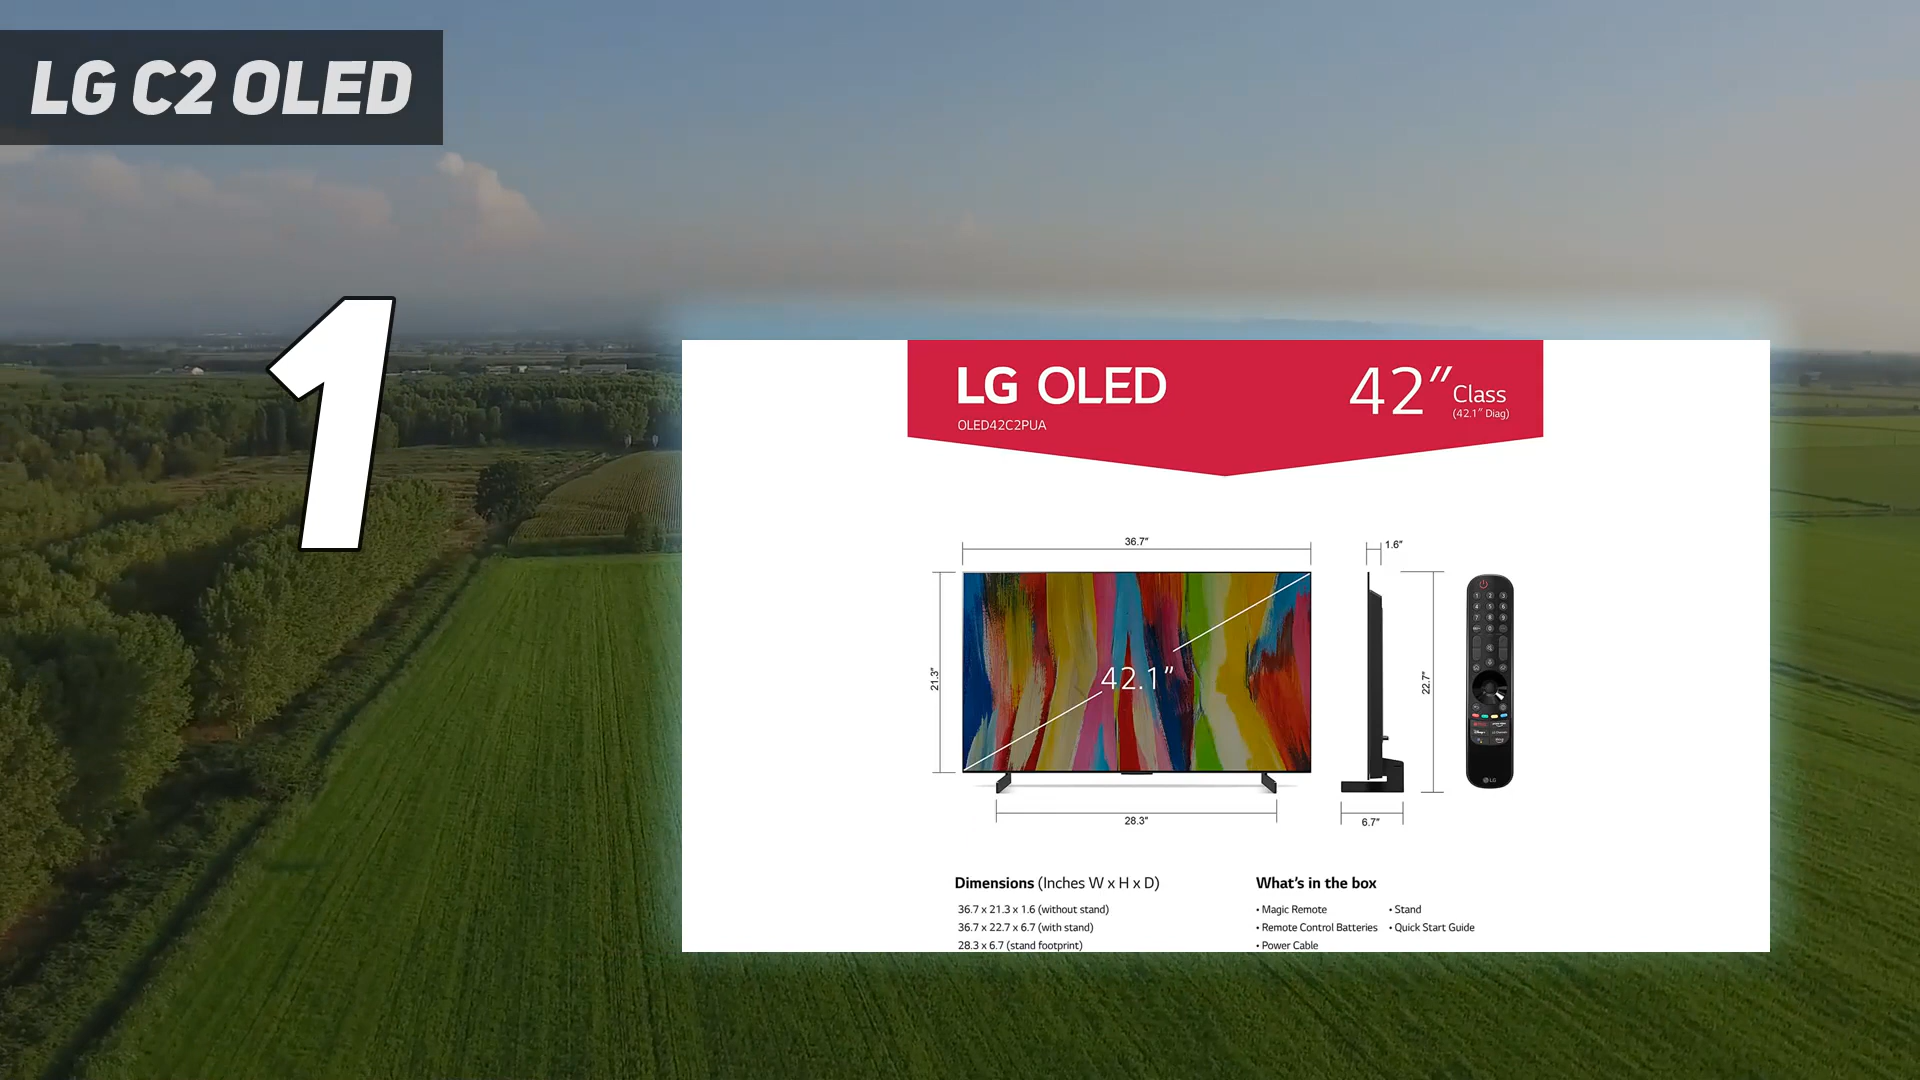 LG C2 OLED
1
LG OLED
OLED42C2PUA
42" Class
(42.1" Diag)
36.7"
1.6"
21.3"
42.1"
22.7"
28.3"
6.7"
LG
Dimensions (Inches W x H x D)
36.7 x 21.3 x 1.6 (without stand)
36.7 x 22.7 x 6.7 (with stand)
28.3 x 6.7 (stand footprint)
What's in the box
• Magic Remote
• Remote Control Batteries
• Power Cable
• Stand
• Quick Start Guide